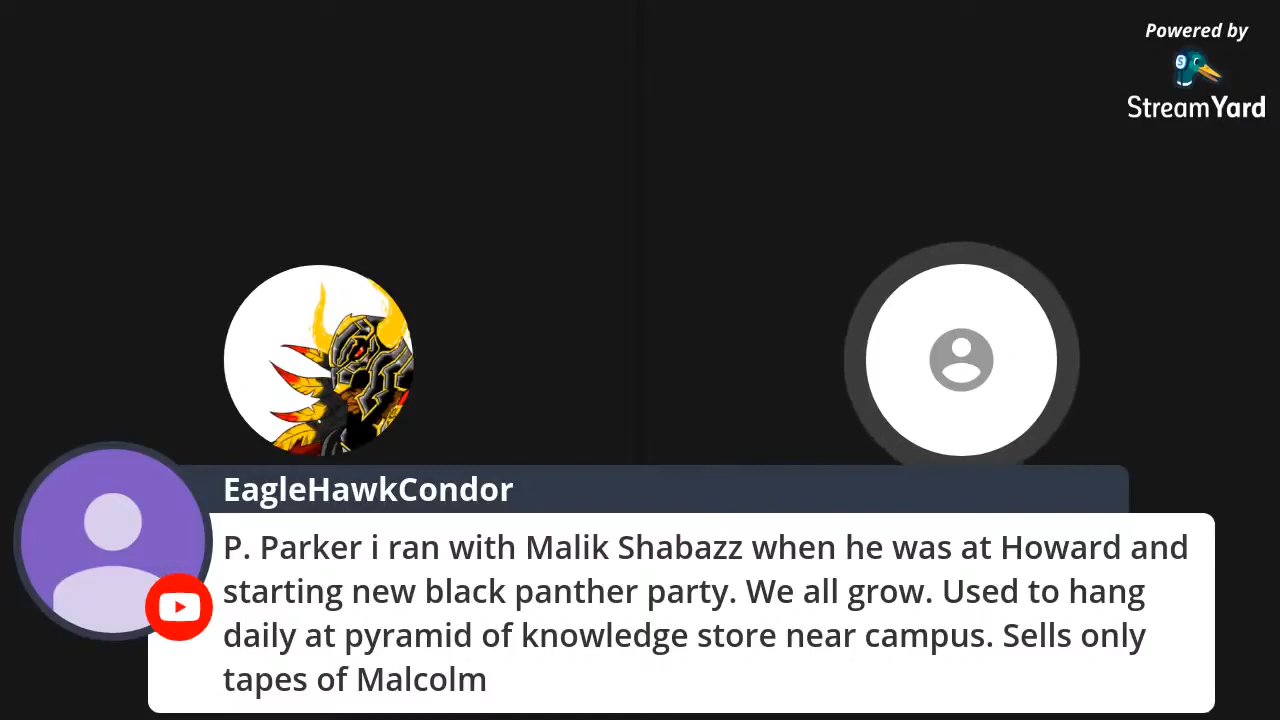 Powered by
StreamYard
EagleHawkCondor
P. Parker i ran with Malik Shabazz when he was at Howard and
starting new black panther party. We all grow. Used to hang
daily at pyramid of knowledge store near campus. Sells only
tapes of Malcolm